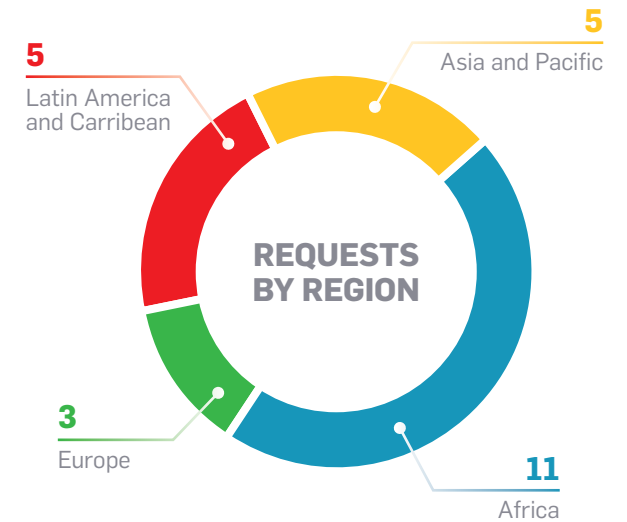 5
Asia and Pacific
5
Latin America
and Carribean
REQUESTS
BY REGION
3
Europe
11
Africa